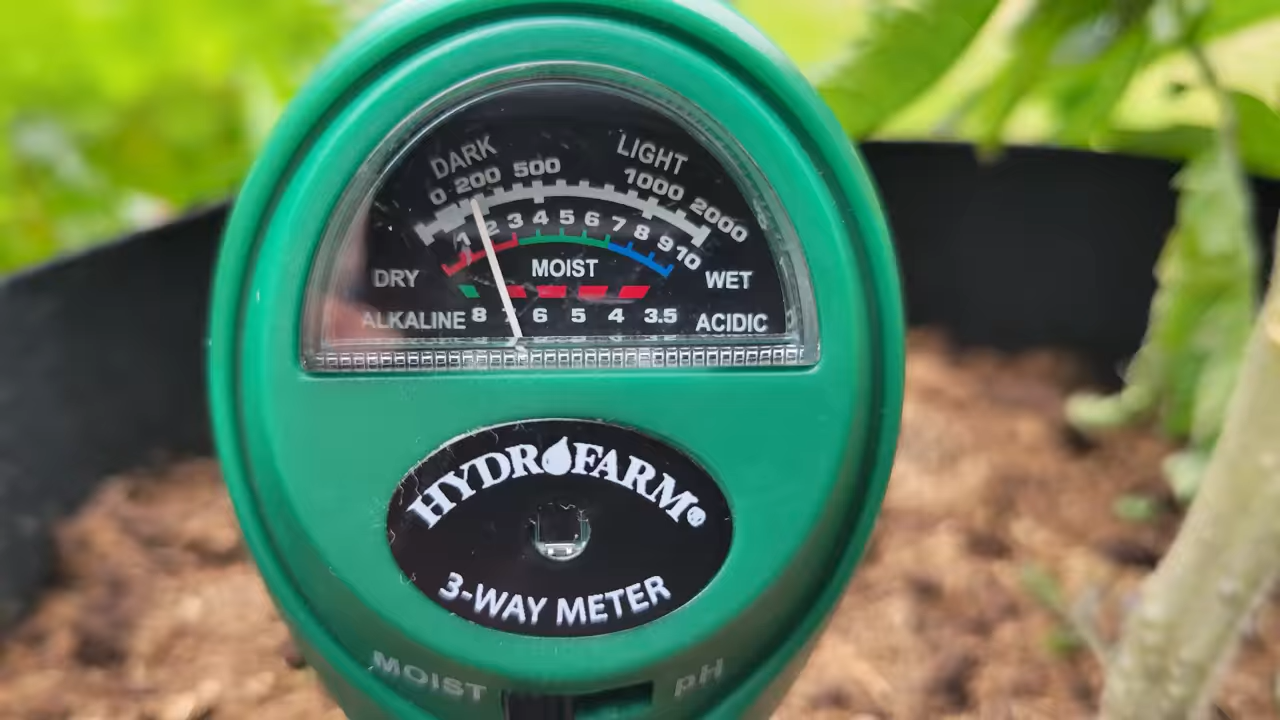 DARK LIGHT
0 200 500 1000 2000
1 2 3 4 5 6 7 8 9 10
DRY MOIST WET
ALKALINE 8 7 6 5 4 3.5 ACIDIC
HYDROFARM®
3-WAY METER
MOIST pH